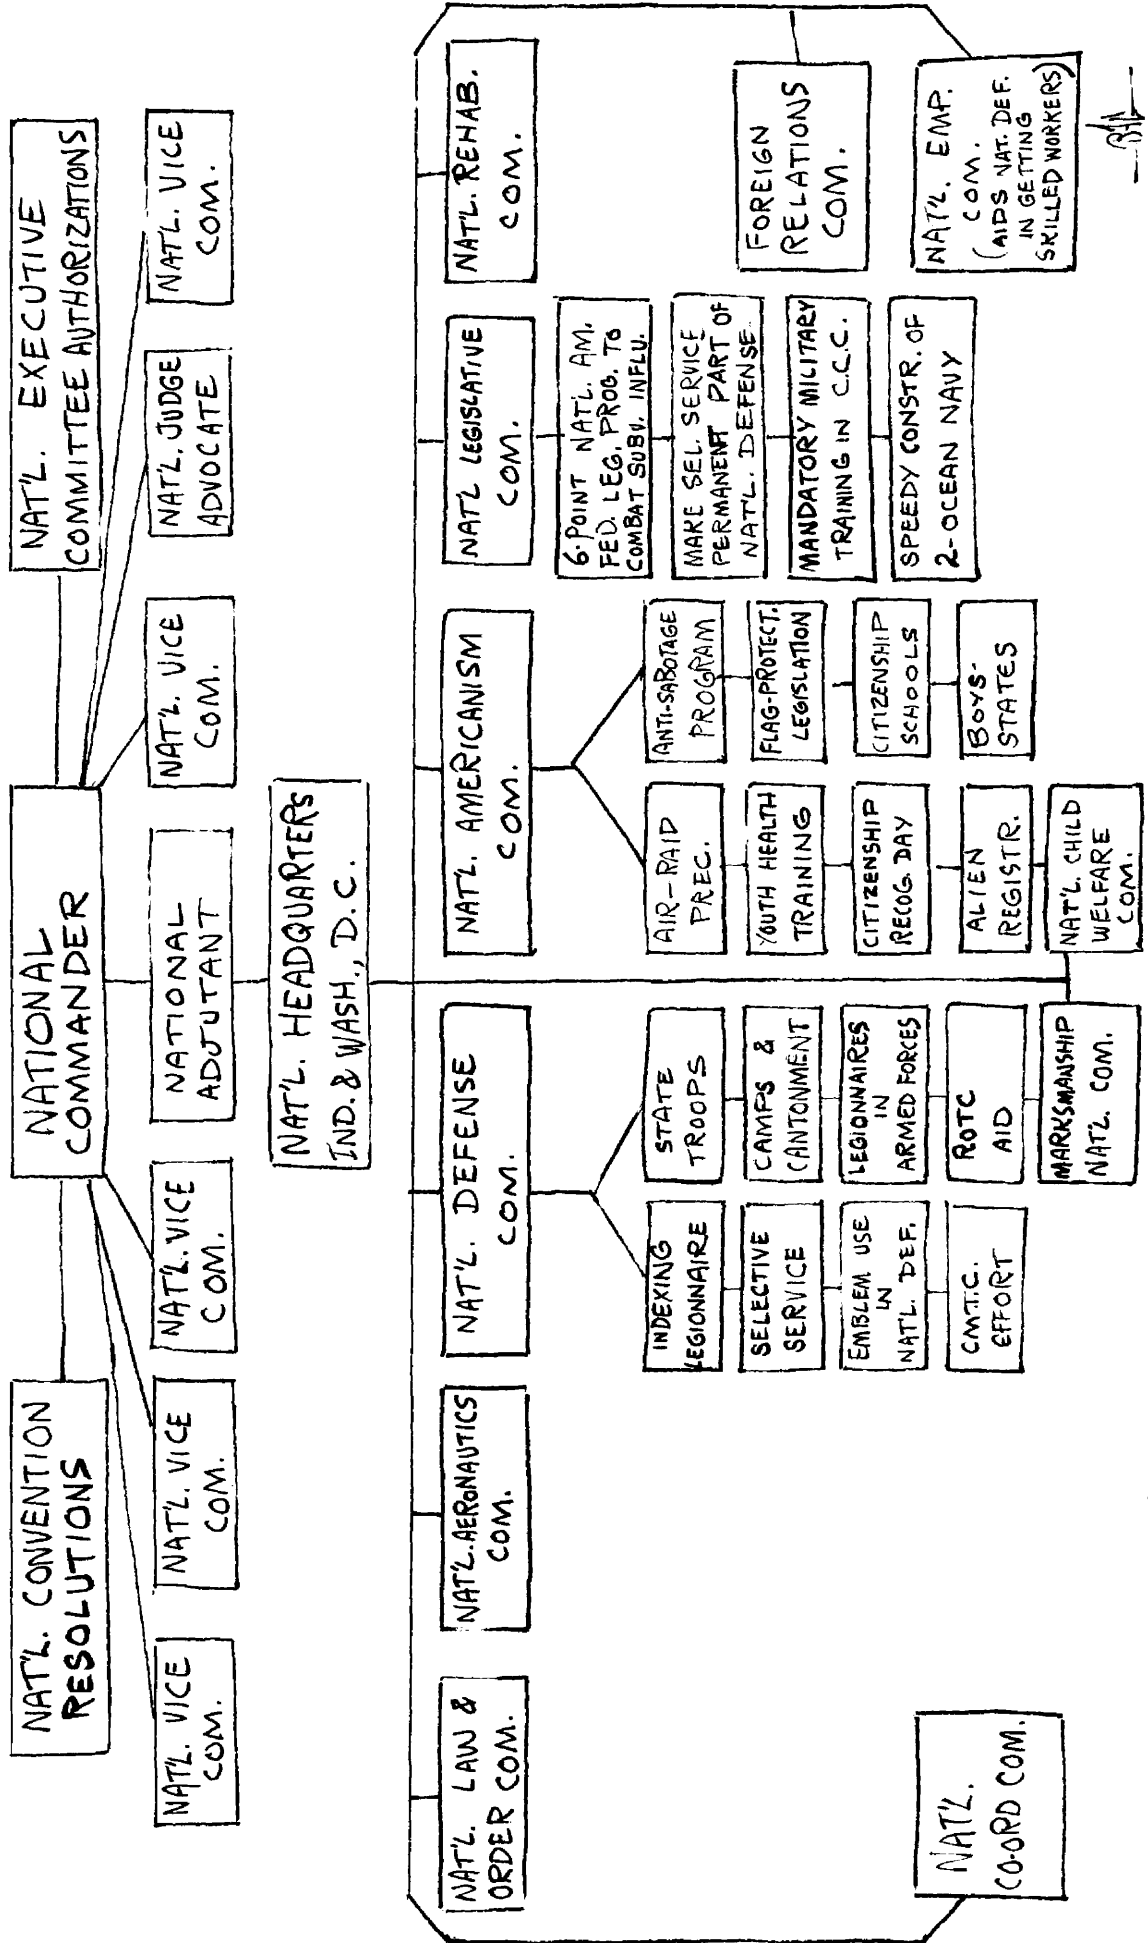 NAT'L. CONVENTION
RESOLUTIONS
NATIONAL
COMMANDER
NAT'L. EXECUTIVE
COMMITTEE AUTHORIZATIONS
NAT'L. VICE
COM.
NAT'L. VICE
COM.
NAT'L. VICE
COM.
NATIONAL
ADJUTANT
NAT'L. VICE
COM.
NAT'L. JUDGE
ADVOCATE
NAT'L. VICE
COM.
NAT'L. HEADQUARTERS
IND. & WASH., D.C.
NAT'L. LAW &
ORDER COM.
NAT'L. AERONAUTICS
COM.
NAT'L. DEFENSE
COM.
NAT'L. AMERICANISM
COM.
NAT'L LEGISLATIVE
COM.
NAT'L. REHAB.
COM.
INDEXING
LEGIONNAIRE
SELECTIVE
SERVICE
EMBLEM USE
IN
NAT'L. DEF.
C.M.T.C.
EFFORT
STATE
TROOPS
CAMPS &
CANTONMENT
LEGIONNAIRES
IN
ARMED FORCES
ROTC
AID
MARKSMANSHIP
NAT'L. COM.
AIR-RAID
PREC.
YOUTH HEALTH
TRAINING
CITIZENSHIP
RECOG. DAY
ALIEN
REGISTR.
NAT'L. CHILD
WELFARE
COM.
ANTI-SABOTAGE
PROGRAM
FLAG-PROTECT.
LEGISLATION
CITIZENSHIP
SCHOOLS
BOYS-
STATES
6-POINT NATL. AM.
FED. LEG. PROG. TO
COMBAT SUBV. INFLU.
MAKE SEL. SERVICE
PERMANENT PART OF
NAT'L. DEFENSE.
MANDATORY MILITARY
TRAINING IN C.C.C.
SPEEDY CONSTR. OF
2-OCEAN NAVY
FOREIGN
RELATIONS
COM.
NAT'L. EMP.
COM.
(AIDS NAT. DEF.
IN GETTING
SKILLED WORKERS)
NAT'L.
CO-ORD COM.